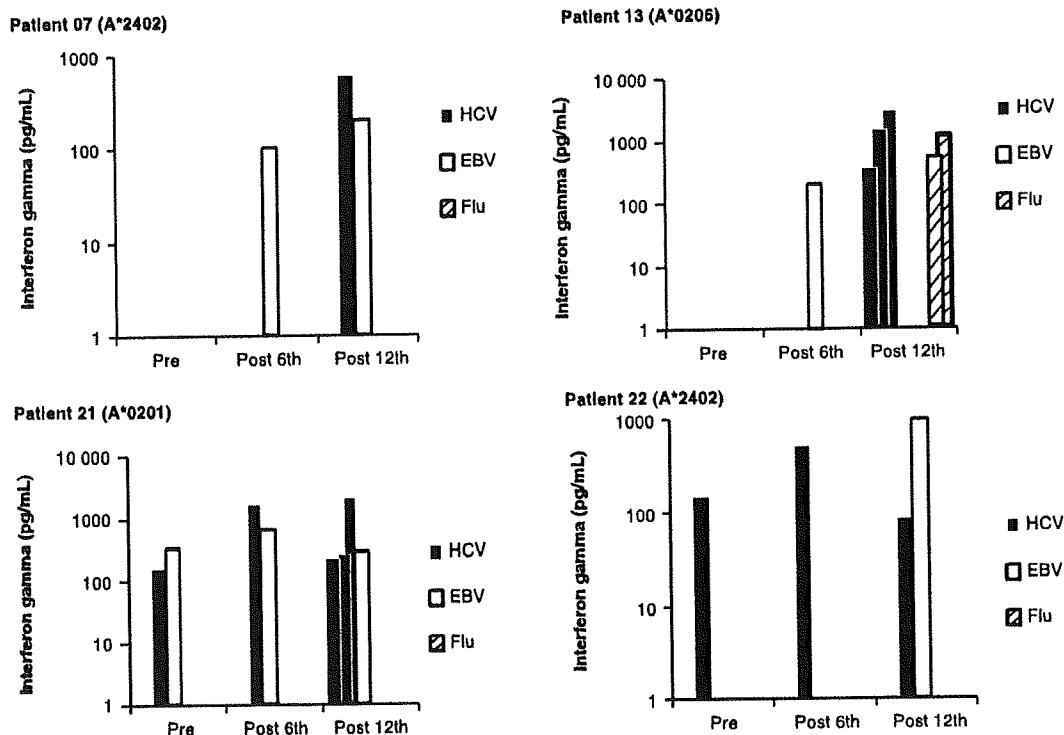 Patient 07 (A*2402)
Interferon gamma (pg/mL)
1000
100
10
1
Pre
Post 6th
Post 12th
HCV
EBV
Flu
Patient 13 (A*0206)
Interferon gamma (pg/mL)
10 000
1000
100
10
1
Pre
Post 6th
Post 12th
HCV
EBV
Flu
Patient 21 (A*0201)
Interferon gamma (pg/mL)
10 000
1000
100
10
1
Pre
Post 6th
Post 12th
HCV
EBV
Flu
Patient 22 (A*2402)
Interferon gamma (pg/mL)
1000
100
10
1
Pre
Post 6th
Post 12th
HCV
EBV
Flu